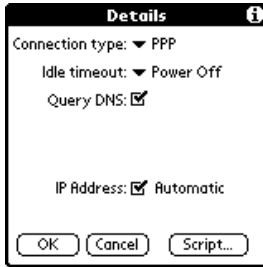 Details i
Connection type: PPP
Idle timeout: Power Off
Query DNS:
IP Address: Automatic
OK Cancel Script...